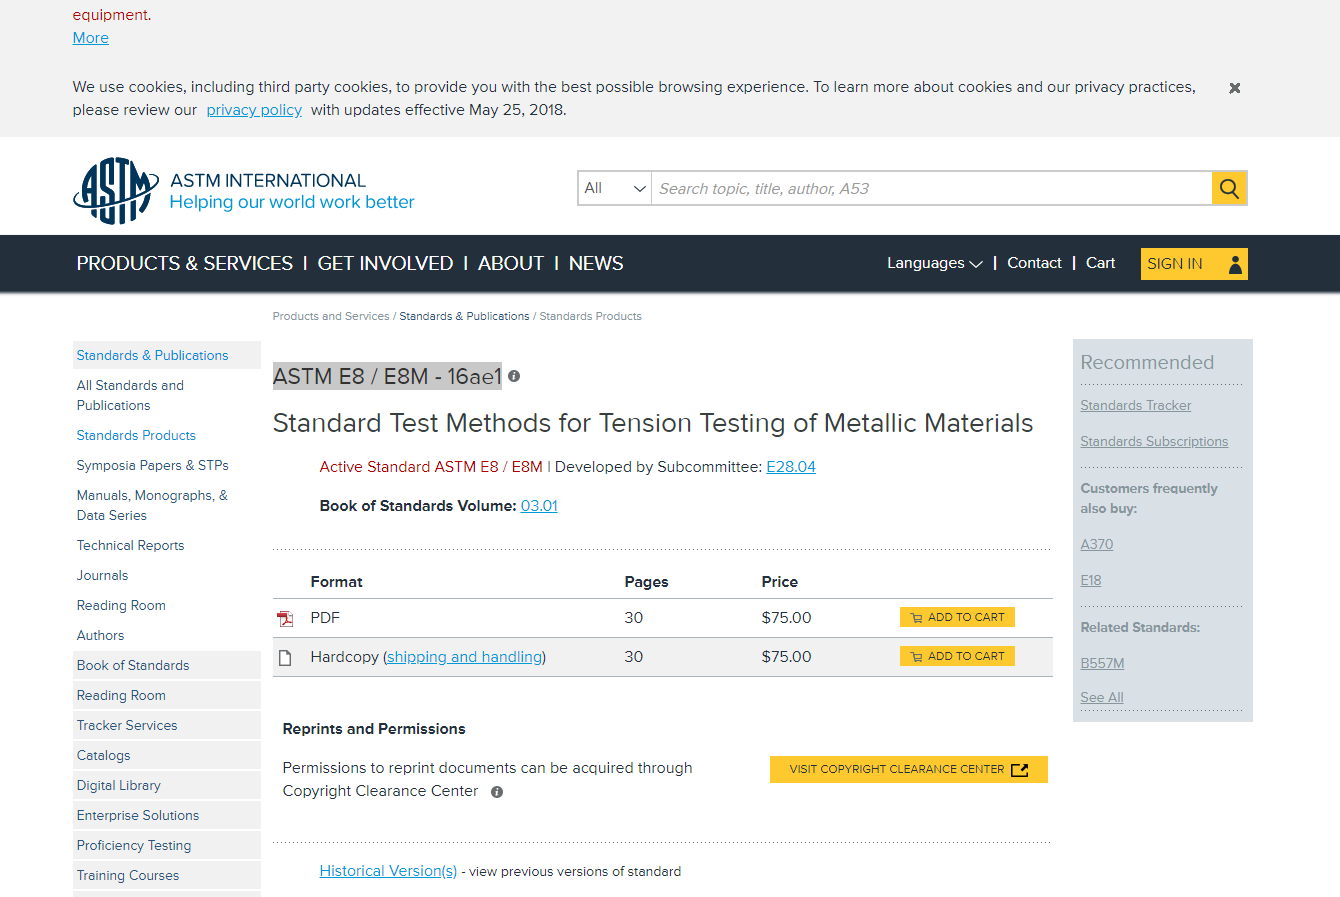 equipment.
More
We use cookies, including third party cookies, to provide you with the best possible browsing experience. To learn more about cookies and our privacy practices,
please review our privacy policy with updates effective May 25, 2018.
ASTM
ASTM INTERNATIONAL
Helping our world work better
All
Search topic, title, author, A53
PRODUCTS & SERVICES | GET INVOLVED | ABOUT | NEWS
Languages | Contact | Cart
SIGN IN
Products and Services / Standards & Publications / Standards Products
Standards & Publications
All Standards and
Publications
Standards Products
Symposia Papers & STPs
Manuals, Monographs, &
Data Series
Technical Reports
Journals
Reading Room
Authors
Book of Standards
Reading Room
Tracker Services
Catalogs
Digital Library
Enterprise Solutions
Proficiency Testing
Training Courses
ASTM E8 / E8M - 16ae1
Standard Test Methods for Tension Testing of Metallic Materials
Active Standard ASTM E8 / E8M | Developed by Subcommittee: E28.04
Book of Standards Volume: 03.01
Format Pages Price
PDF 30 $75.00 ADD TO CART
Hardcopy (shipping and handling) 30 $75.00 ADD TO CART
Reprints and Permissions
Permissions to reprint documents can be acquired through
Copyright Clearance Center
VISIT COPYRIGHT CLEARANCE CENTER
Historical Version(s) - view previous versions of standard
Recommended
Standards Tracker
Standards Subscriptions
Customers frequently
also buy:
A370
E18
Related Standards:
B557M
See All